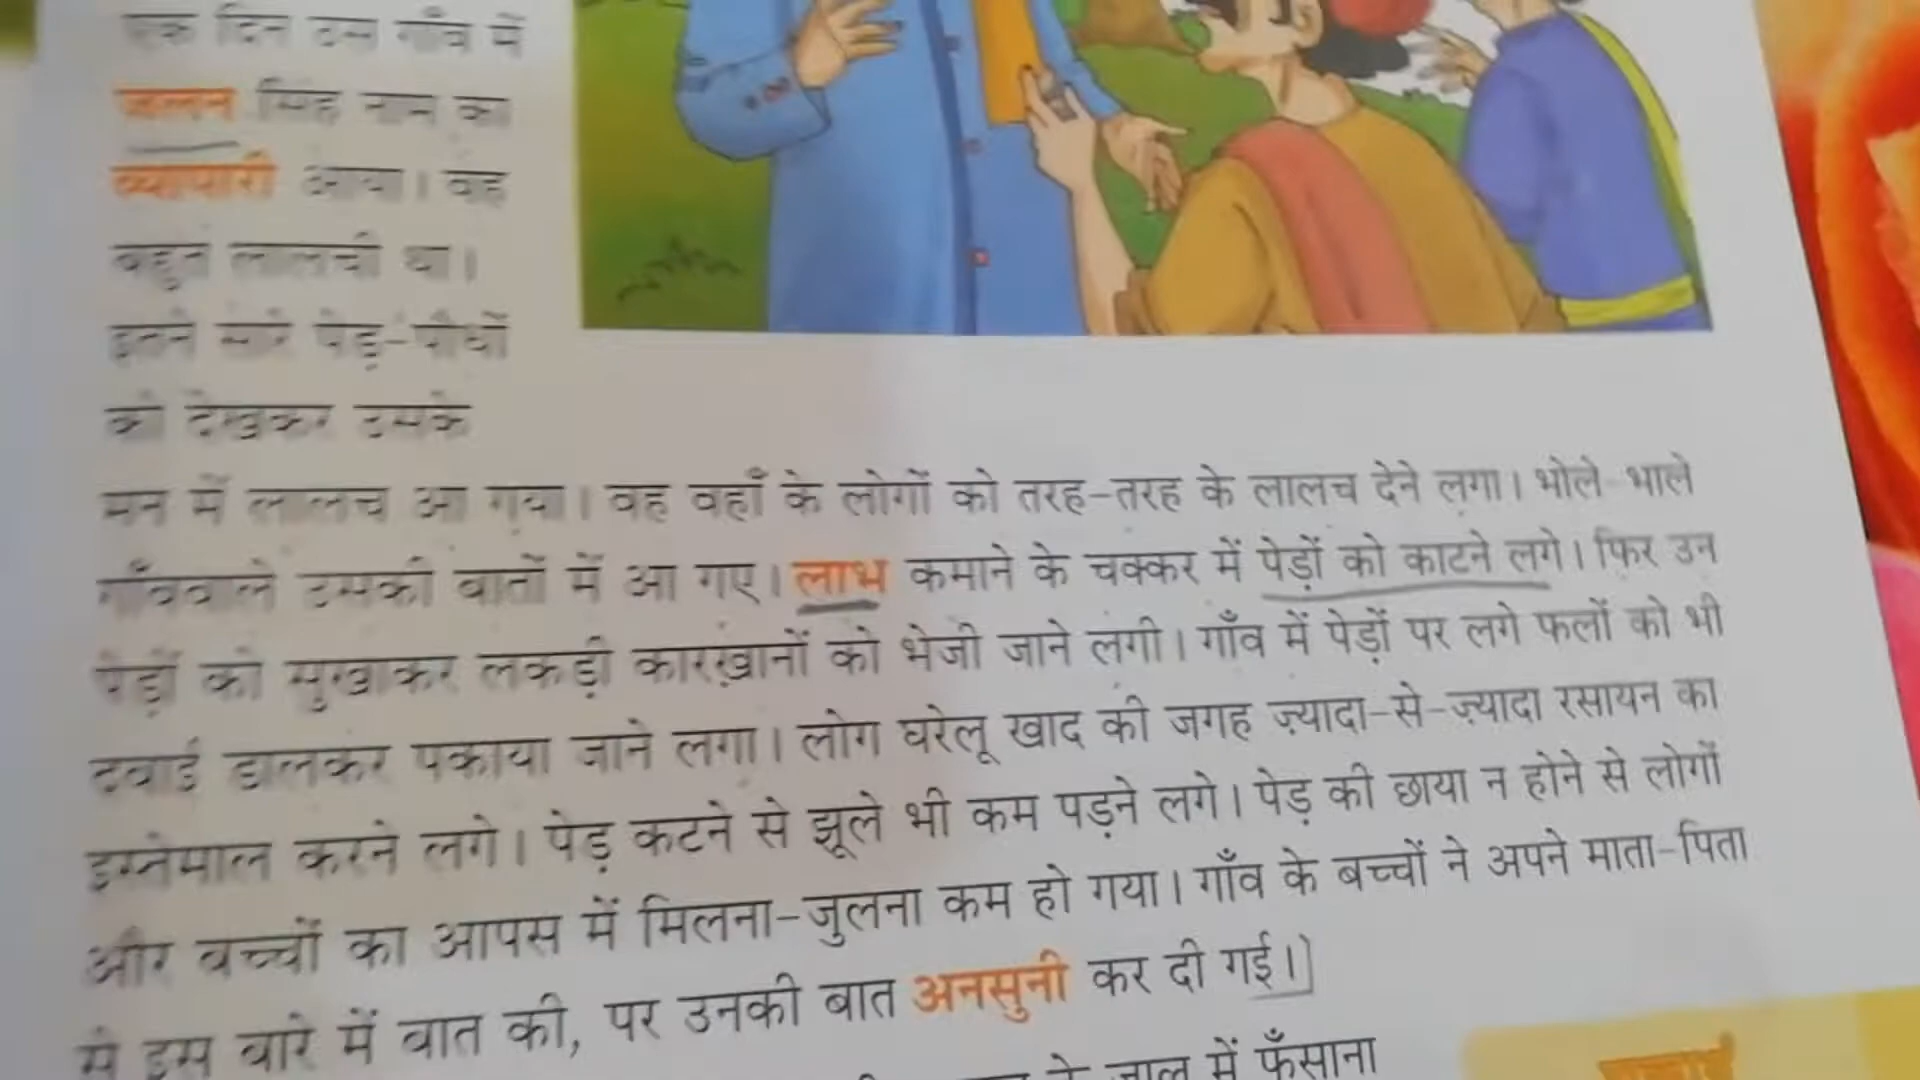 एक दिन उस गाँव में
जालम सिंह नाम का
व्यापारी आया। वह
बहुत लालची था।
इतने सारे पेड़-पौधों
को देखकर उसके
मन में लालच आ गया। वह वहाँ के लोगों को तरह-तरह के लालच देने लगा। भोले-भाले
गाँववाले उसकी बातों में आ गए। लाभ कमाने के चक्कर में पेड़ों को काटने लगे। फिर उन
पेड़ों को सुखाकर लकड़ी कारख़ानों को भेजी जाने लगी। गाँव में पेड़ों पर लगे फलों को भी
दवाई डालकर पकाया जाने लगा। लोग घरेलू खाद की जगह ज़्यादा-से-ज़्यादा रसायन का
इस्तेमाल करने लगे। पेड़ कटने से झूले भी कम पड़ने लगे। पेड़ की छाया न होने से लोगों
और बच्चों का आपस में मिलना-जुलना कम हो गया। गाँव के बच्चों ने अपने माता-पिता
से इस बारे में बात की, पर उनकी बात अनसुनी कर दी गई।
जाल में फँसाना